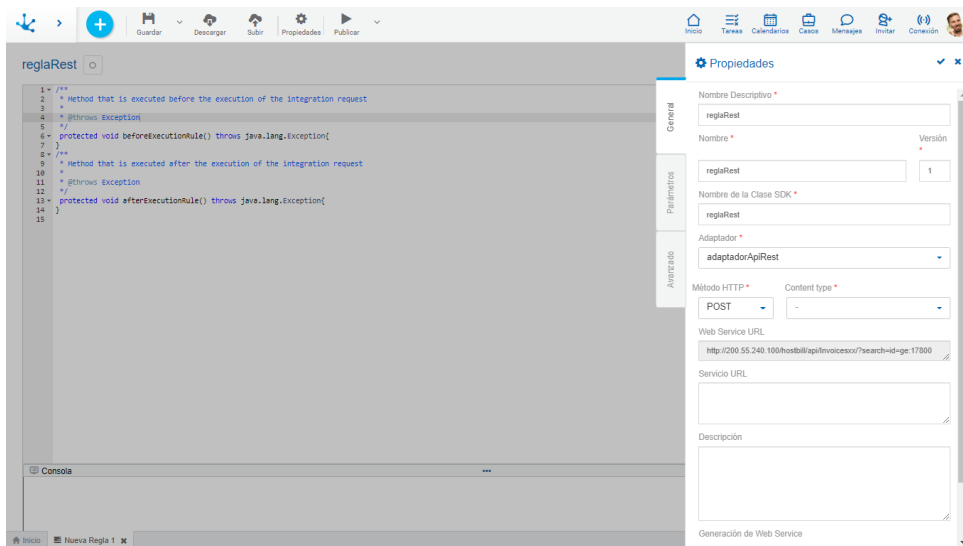 Guardar
Descargar
Subir
Propiedades
Publicar
Inicio
Tareas
Calendarios
Casos
Mensajes
Invitar
Conexión
reglaRest
1 /**
2 * Method that is executed before the execution of the integration request
3 *
4 * @throws Exception
5 */
6 protected void beforeExecutionRule() throws java.lang.Exception{
7 }
8 /**
9 * Method that is executed after the execution of the integration request
10 *
11 * @throws Exception
12 */
13 protected void afterExecutionRule() throws java.lang.Exception{
14 }
15
Consola
Inicio
Nueva Regla 1
General
Parámetros
Avanzado
Propiedades
Nombre Descriptivo *
reglaRest
Nombre * Versión *
reglaRest 1
Nombre de la Clase SDK *
reglaRest
Adaptador *
adaptadorApiRest
Método HTTP * Content type *
POST -
Web Service URL
http://200.55.240.100/hostbill/api/Invoicesxx/?search=id=ge:17800
Servicio URL
Descripción
Generación de Web Service